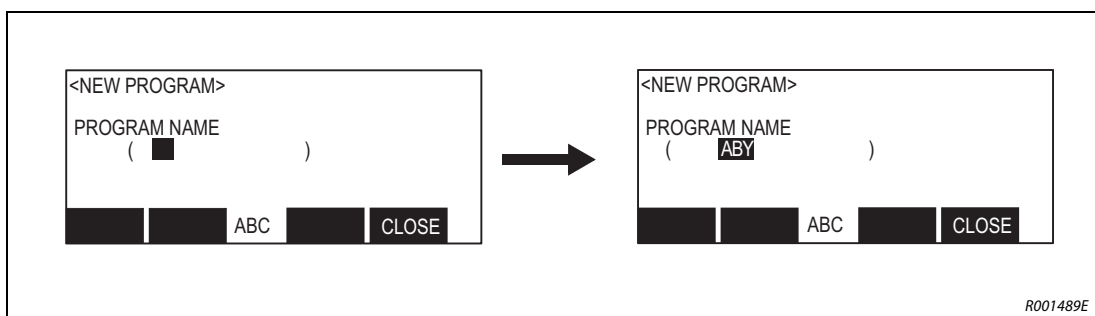 <NEW PROGRAM>
PROGRAM NAME
( )
ABC CLOSE
<NEW PROGRAM>
PROGRAM NAME
( ABY )
ABC CLOSE
R001489E